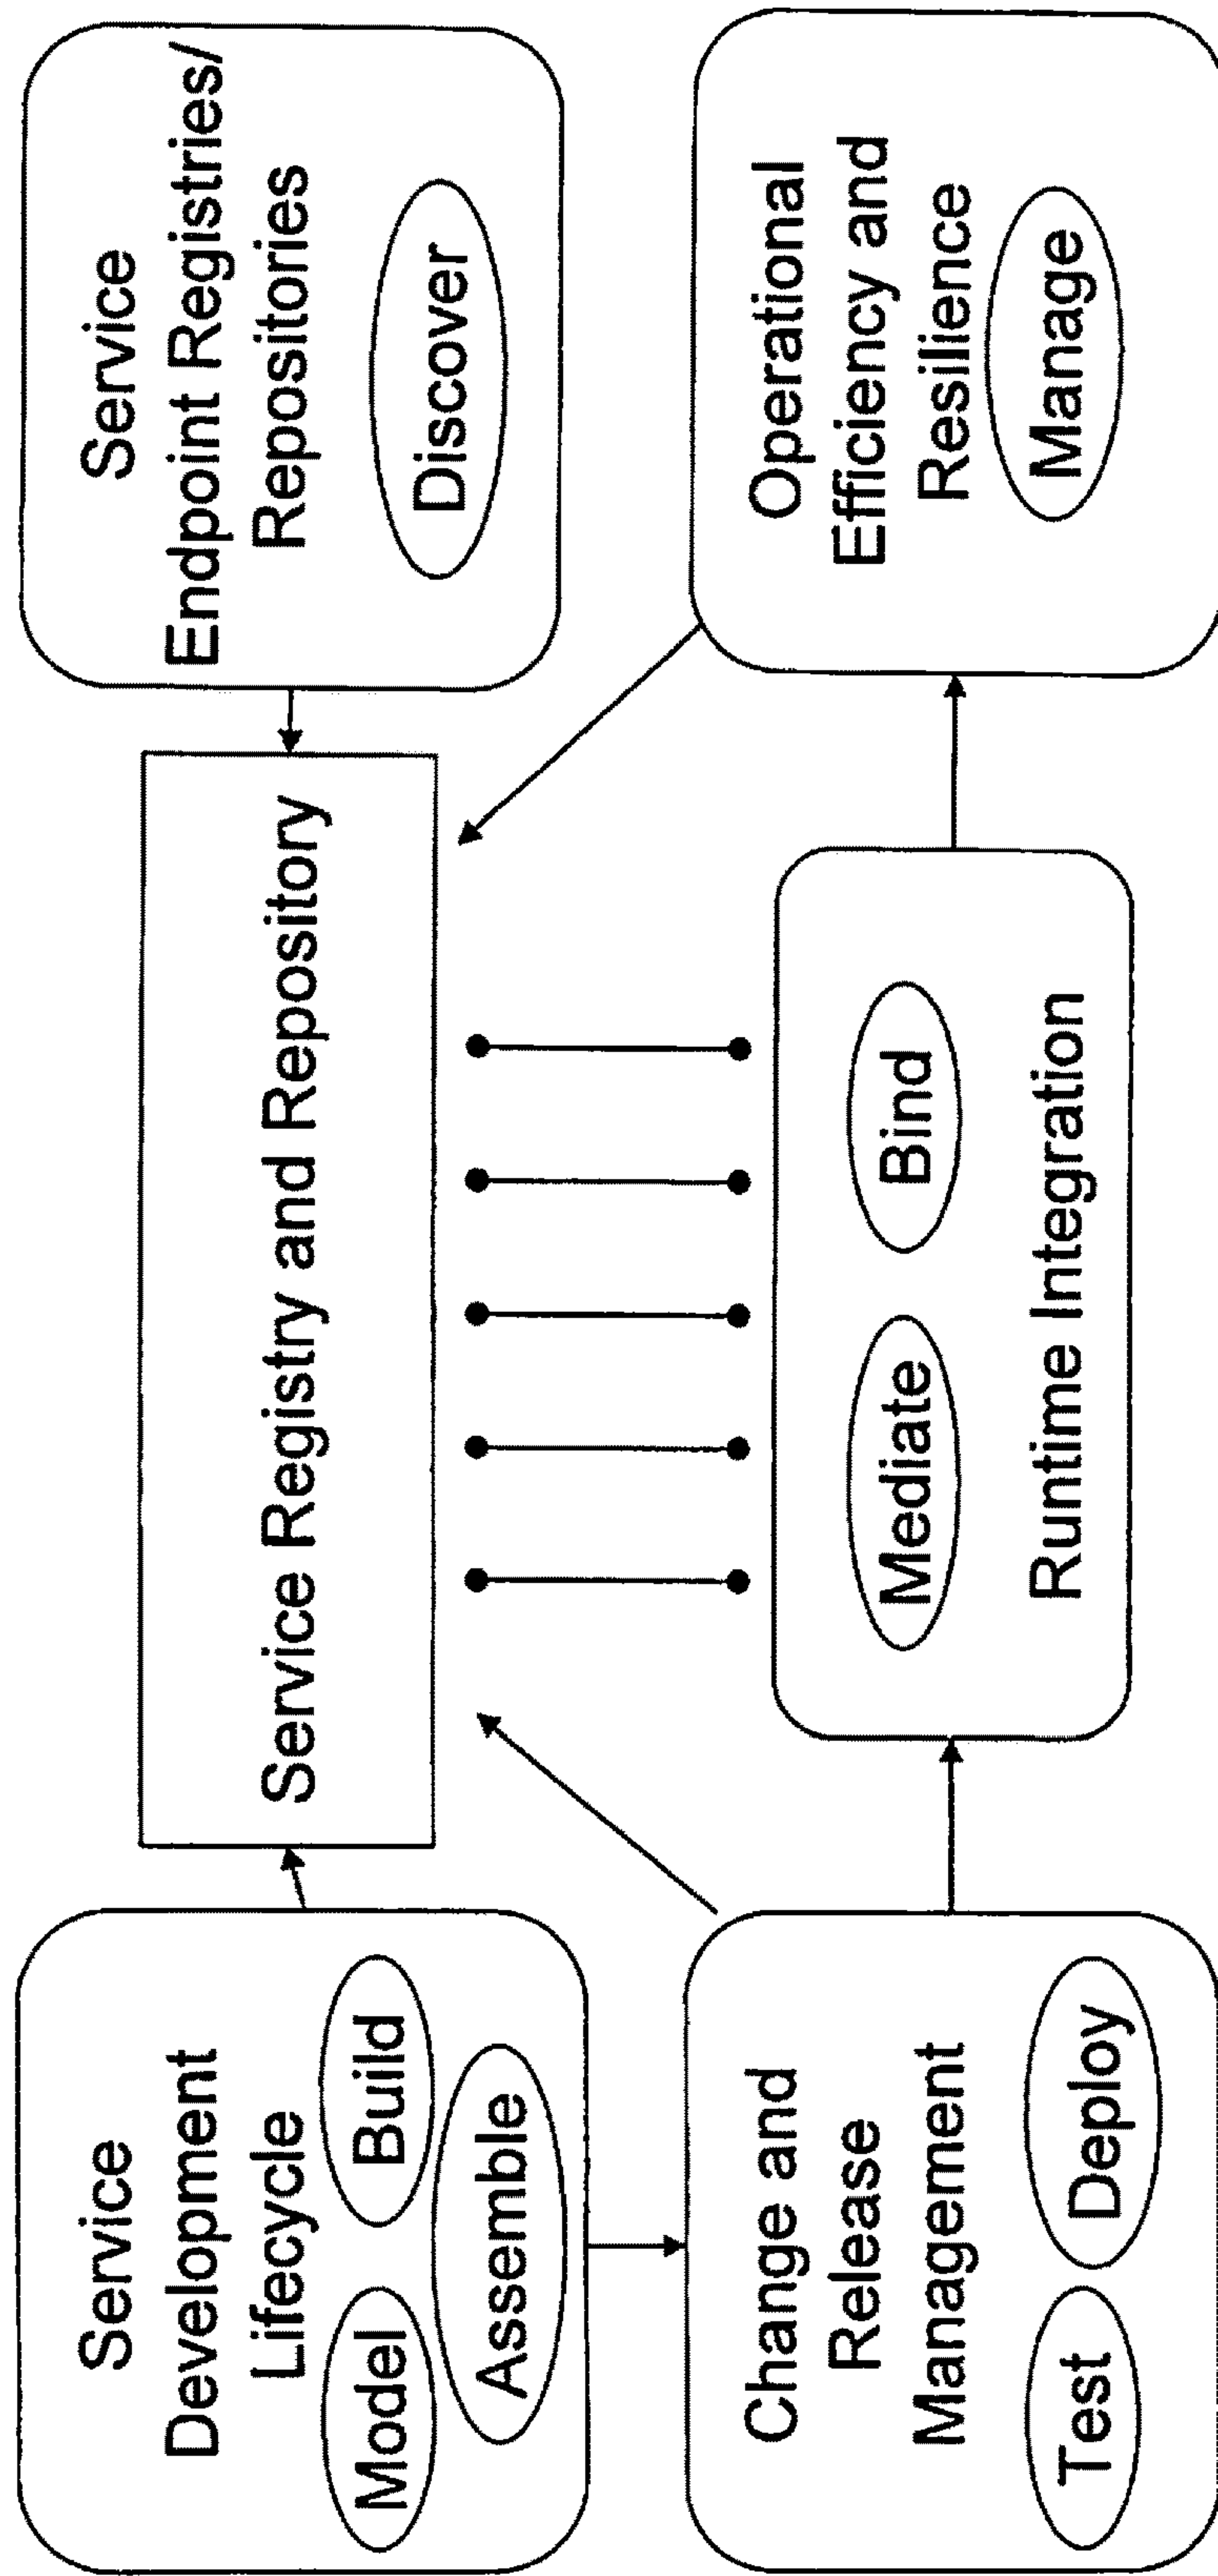 Service
Development
Lifecycle
Model
Build
Assemble
Service Registry and Repository
Service
Endpoint Registries/
Repositories
Discover
Change and
Release
Management
Test
Deploy
Mediate
Bind
Runtime Integration
Operational
Efficiency and
Resilience
Manage